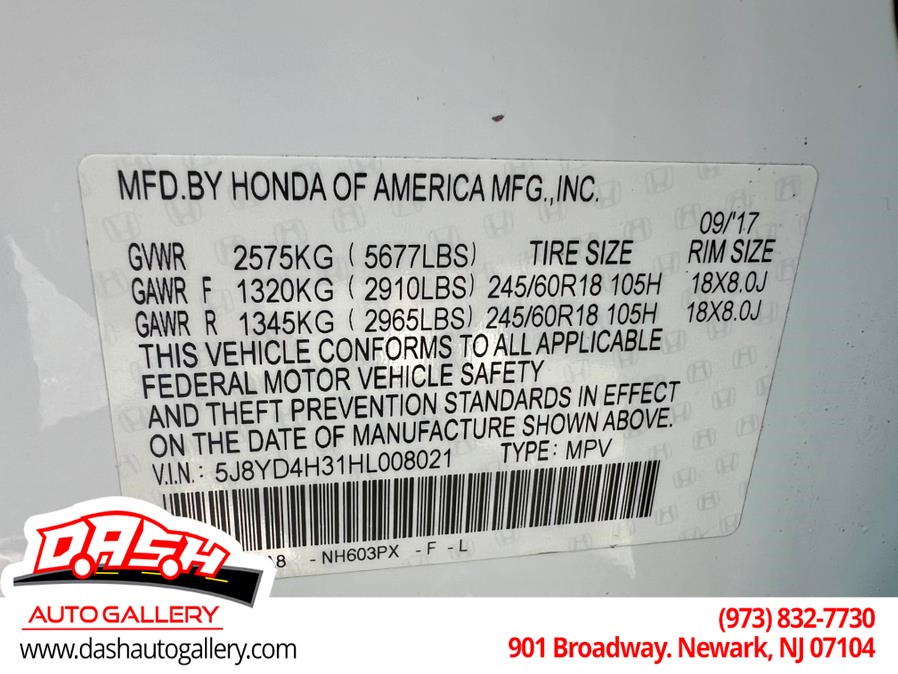 MFD.BY HONDA OF AMERICA MFG.,INC.
09/'17
GVWR 2575KG ( 5677LBS) TIRE SIZE RIM SIZE
GAWR F 1320KG ( 2910LBS) 245/60R18 105H 18X8.0J
GAWR R 1345KG ( 2965LBS) 245/60R18 105H 18X8.0J
THIS VEHICLE CONFORMS TO ALL APPLICABLE
FEDERAL MOTOR VEHICLE SAFETY
AND THEFT PREVENTION STANDARDS IN EFFECT
ON THE DATE OF MANUFACTURE SHOWN ABOVE.
V.I.N.: 5J8YD4H31HL008021 TYPE: MPV
-NH603PX -F-L
DASH
AUTO GALLERY
www.dashautogallery.com
(973) 832-7730
901 Broadway. Newark, NJ 07104